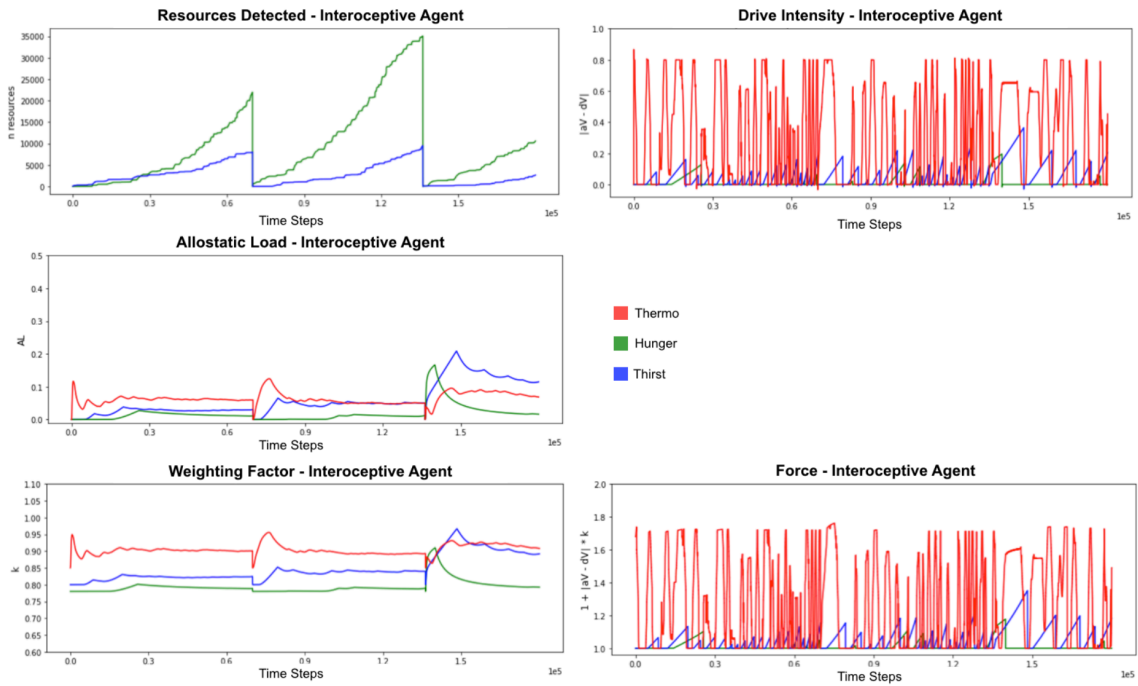 Resources Detected - Interoceptive Agent
n resources
35000
30000
25000
20000
15000
10000
5000
0
0.0 0.3 0.6 0.9 1.2 1.5
1e5
Time Steps
Drive Intensity - Interoceptive Agent
|aV - dV|
1.0
0.8
0.6
0.4
0.2
0.0
0.0 0.3 0.6 0.9 1.2 1.5
1e5
Time Steps
Allostatic Load - Interoceptive Agent
AL
0.5
0.4
0.3
0.2
0.1
0.0
0.0 0.3 0.6 0.9 1.2 1.5
1e5
Time Steps
Thermo
Hunger
Thirst
Weighting Factor - Interoceptive Agent
k
1.10
1.05
1.00
0.95
0.90
0.85
0.80
0.75
0.70
0.65
0.60
0.0 0.3 0.6 0.9 1.2 1.5
1e5
Time Steps
Force - Interoceptive Agent
1 + |aV - dV| * k
2.0
1.8
1.6
1.4
1.2
1.0
0.0 0.3 0.6 0.9 1.2 1.5
1e5
Time Steps